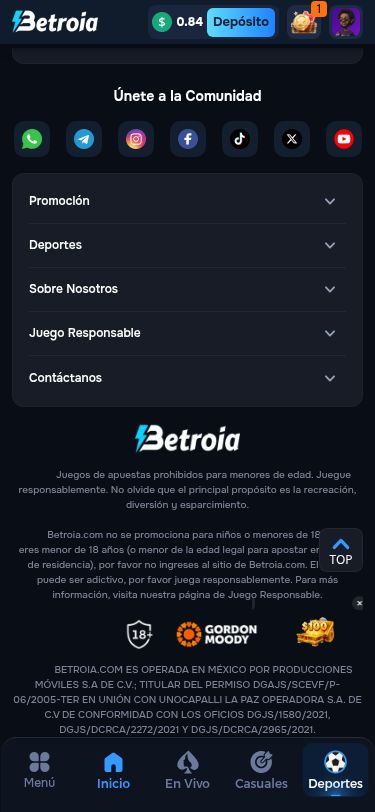 Betroia
$ 0.84 Depósito
1
Únete a la Comunidad
Promoción
Deportes
Sobre Nosotros
Juego Responsable
Contáctanos
Betroia
Juegos de apuestas prohibidos para menores de edad. Juegue
responsablemente. No olvide que el principal propósito es la recreación,
diversión y esparcimiento.
Betroia.com no se promociona para niños o menores de 18
eres menor de 18 años (o menor de la edad legal para apostar en
de residencia), por favor no ingreses al sitio de Betroia.com. El
puede ser adictivo, por favor juega responsablemente. Para más
información, visita nuestra página de Juego Responsable.
TOP
18+ GORDON MOODY $100
BETROIA.COM ES OPERADA EN MÉXICO POR PRODUCCIONES
MÓVILES S.A DE C.V.; TITULAR DEL PERMISO DGAJS/SCEVF/P-
06/2005-TER EN UNIÓN CON UNOCAPALLI LA PAZ OPERADORA S.A. DE
C.V DE CONFORMIDAD CON LOS OFICIOS DGJS/1580/2021,
DGJS/DCRCA/2272/2021 Y DGJS/DCRCA/2965/2021.
Menú Inicio En Vivo Casuales Deportes